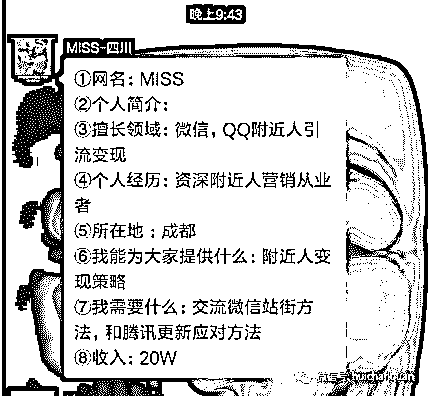 晚上9:43
MISS-四川
①网名：MISS
②个人简介：
③擅长领域：微信，QQ附近人引
流变现
④个人经历：资深附近人营销从业
者
⑤所在地：成都
⑥我能为大家提供什么：附近人变
现策略
⑦我需要什么：交流微信站街方
法，和腾讯更新应对方法
⑧收入：20W